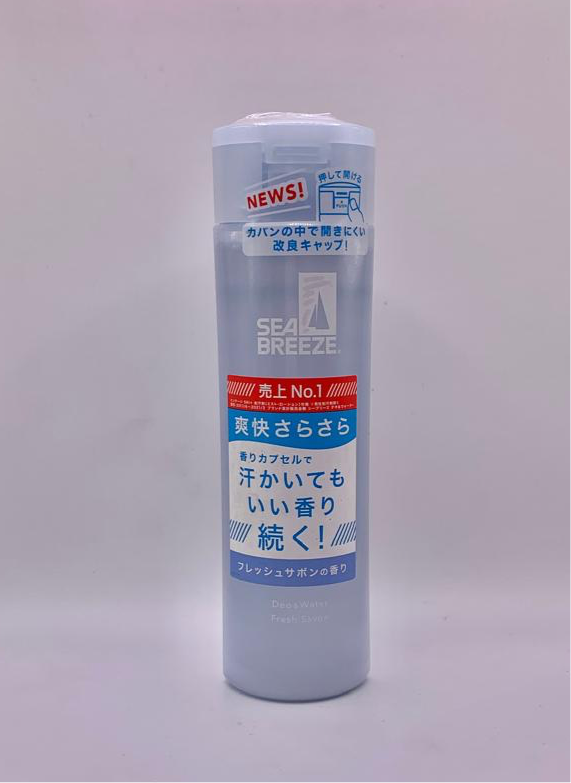 NEWS!
押して開ける
PUSH
カバンの中で開きにくい
改良キャップ!
SEA
BREEZE
売上 No.1
爽快さらさら
香りカプセルで
汗かいても
いい香り
続く!
フレッシュサボンの香り
Deo&Water
Fresh Savon